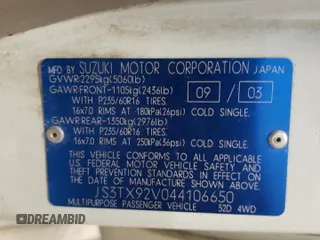 MFD BY SUZUKI MOTOR CORPORATION JAPAN
GVWR:2295kg(5060lb)
GAWR:FRONT-1105kg(2436lb)
WITH P235/60R16 TIRES.
09 / 03
16x7.0 RIMS AT 180kPa(26psi) COLD SINGLE.
GAWR:REAR-1350kg(2976lb)
WITH P235/60R16 TIRES.
16x7.0 RIMS AT 250kPa(36psi) COLD SINGLE.
THIS VEHICLE CONFORMS TO ALL APPLICABLE
U.S. FEDERAL MOTOR VEHICLE SAFETY AND
THEFT PREVENTION STANDARDS IN EFFECT ON
THE DATE OF MANUFACTURE SHOWN ABOVE.
JS3TX92V044106650
MULTIPURPOSE PASSENGER VEHICLE 52D 4WD
DREAMBID